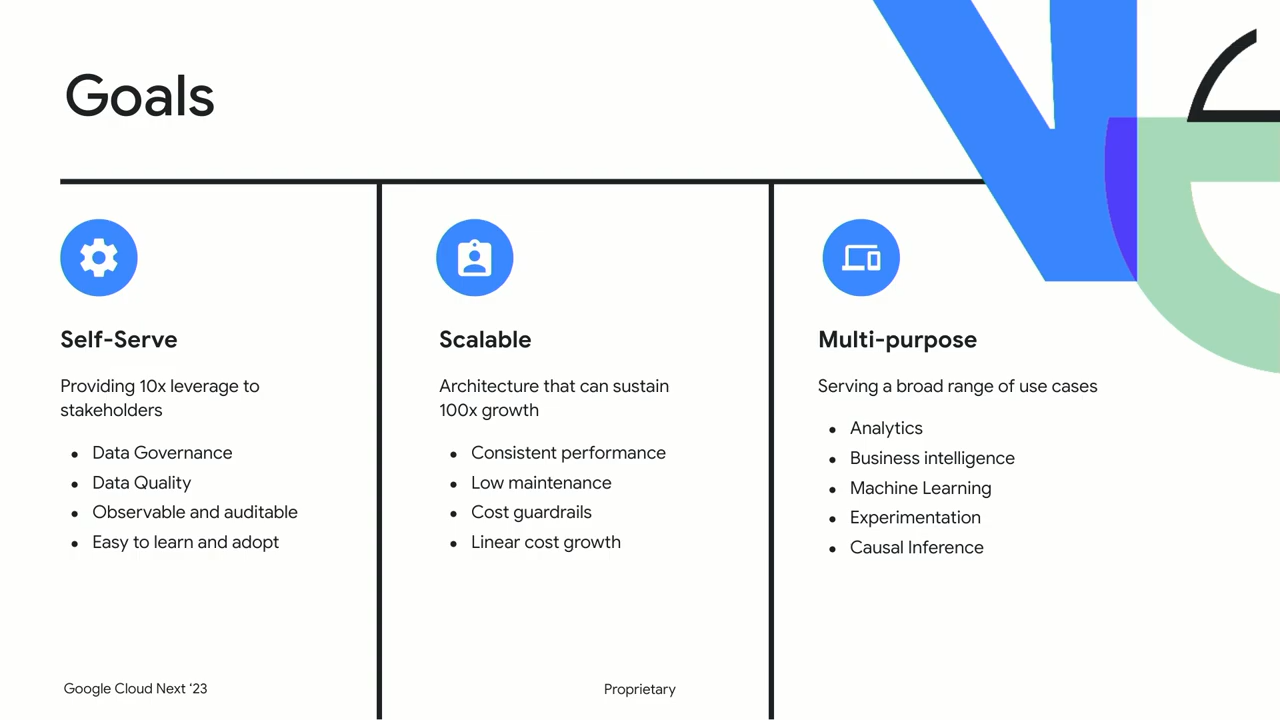 Goals
Self-Serve
Providing 10x leverage to
stakeholders
• Data Governance
• Data Quality
• Observable and auditable
• Easy to learn and adopt
Scalable
Architecture that can sustain
100x growth
• Consistent performance
• Low maintenance
• Cost guardrails
• Linear cost growth
Multi-purpose
Serving a broad range of use cases
• Analytics
• Business intelligence
• Machine Learning
• Experimentation
• Causal Inference
Google Cloud Next ‘23
Proprietary